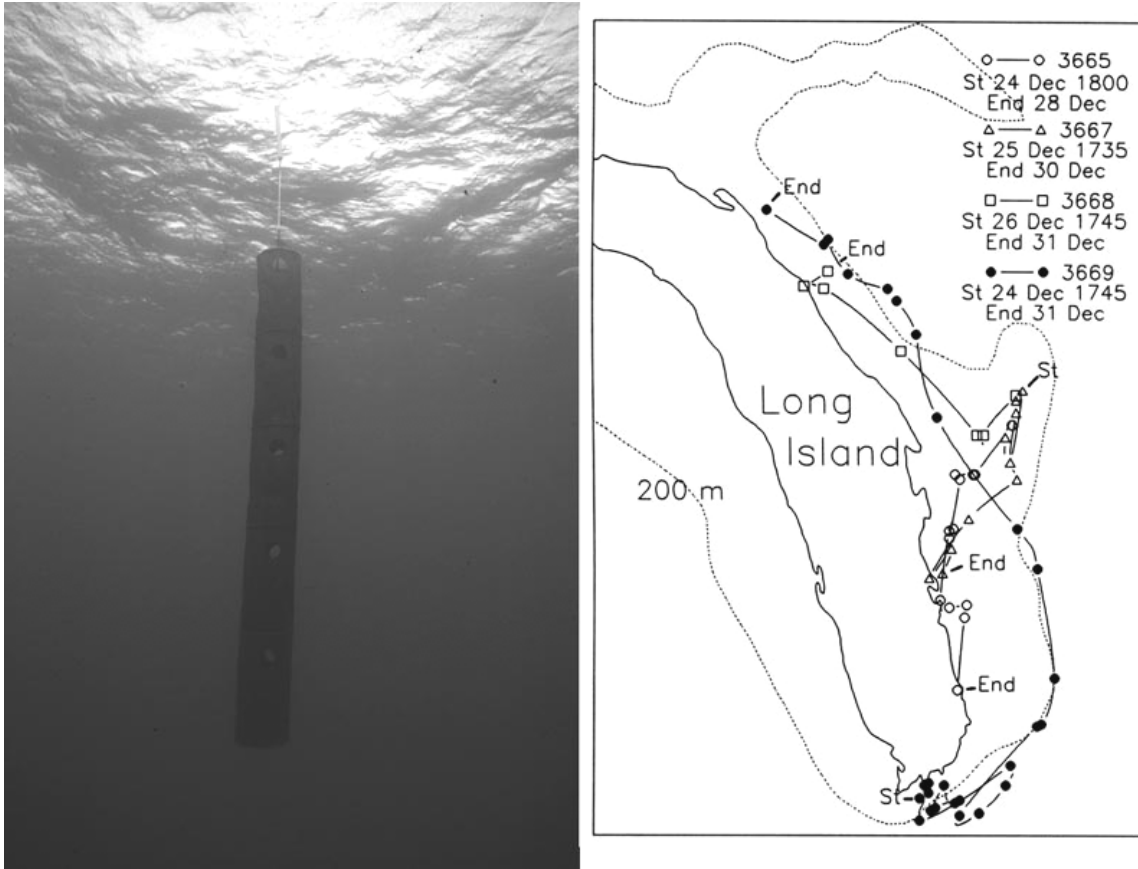 3665
St 24 Dec 1800
End 28 Dec
3667
St 25 Dec 1735
End 30 Dec
3668
St 26 Dec 1745
End 31 Dec
3669
St 24 Dec 1745
End 31 Dec
End
End
St
Long
Island
200 m
End
End
St